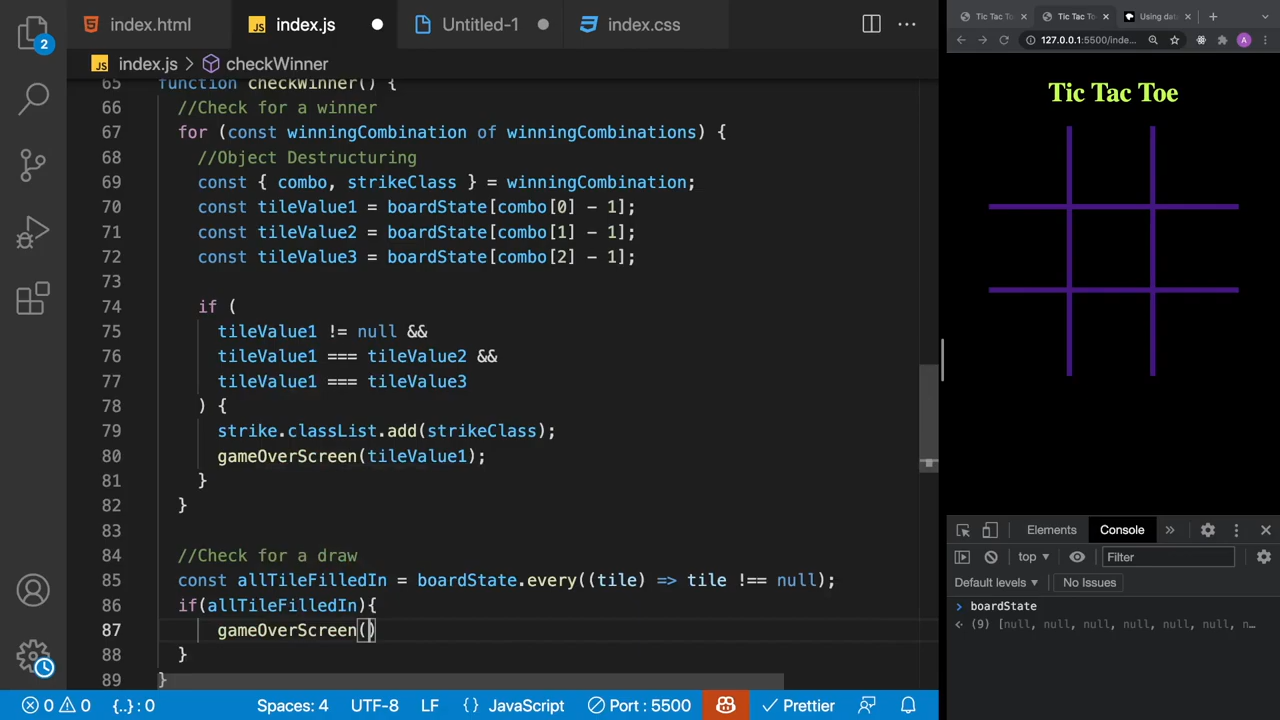 index.html
index.js
Untitled-1
index.css
Tic Tac Toe
Tic Tac Toe
Using dat
2
index.js > checkWinner
127.0.0.1:5500/inde...
A
65 function checkWinner() {
66 //Check for a winner
67 for (const winningCombination of winningCombinations) {
68 //Object Destructuring
69 const { combo, strikeClass } = winningCombination;
70 const tileValue1 = boardState[combo[0] - 1];
71 const tileValue2 = boardState[combo[1] - 1];
72 const tileValue3 = boardState[combo[2] - 1];
73
74 if (
75 tileValue1 != null &&
76 tileValue1 === tileValue2 &&
77 tileValue1 === tileValue3
78 ) {
79 strike.classList.add(strikeClass);
80 gameOverScreen(tileValue1);
81 }
82 }
83
84 //Check for a draw
85 const allTileFilledIn = boardState.every((tile) => tile !== null);
86 if(allTileFilledIn){
87 gameOverScreen()
88 }
89 }
Tic Tac Toe
Elements Console »
top Filter
Default levels No Issues
> boardState
(9) [null, null, null, null, null, null, n...
0 0 {..} : 0 Spaces: 4 UTF-8 LF {} JavaScript Port : 5500 Prettier